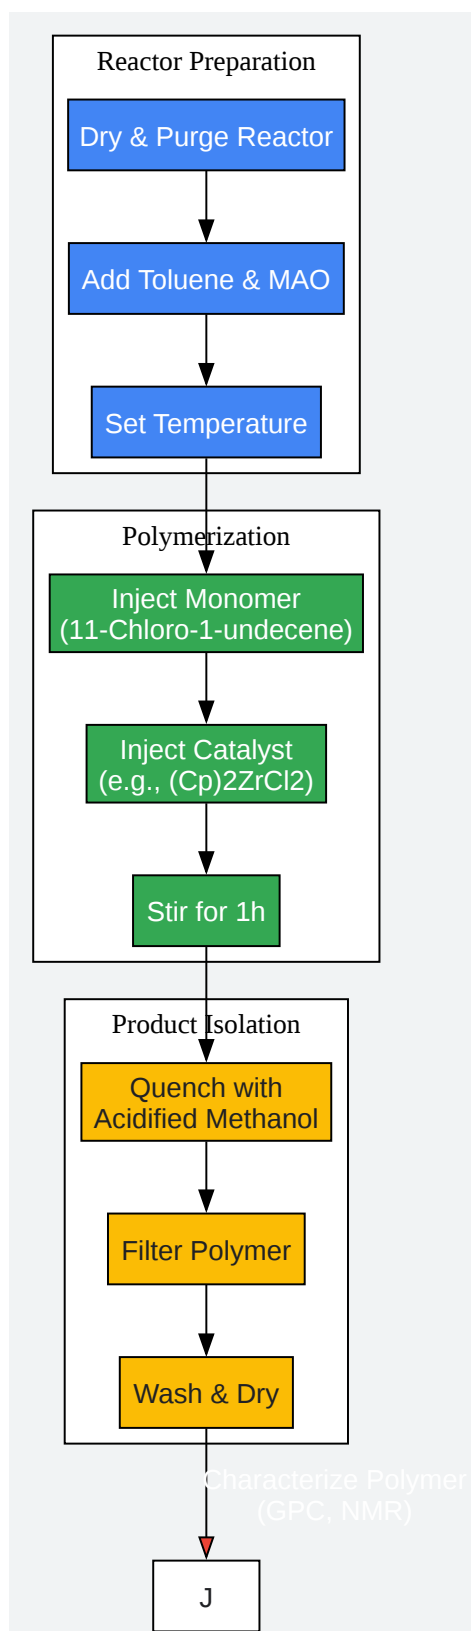 Reactor Preparation
Dry & Purge Reactor
Add Toluene & MAO
Set Temperature
Polymerization
Inject Monomer
(11-Chloro-1-undecene)
Inject Catalyst
(e.g., (Cp)2ZrCl2)
Stir for 1h
Product Isolation
Quench with
Acidified Methanol
Filter Polymer
Wash & Dry
Characterize Polymer
(GPC, NMR)
J